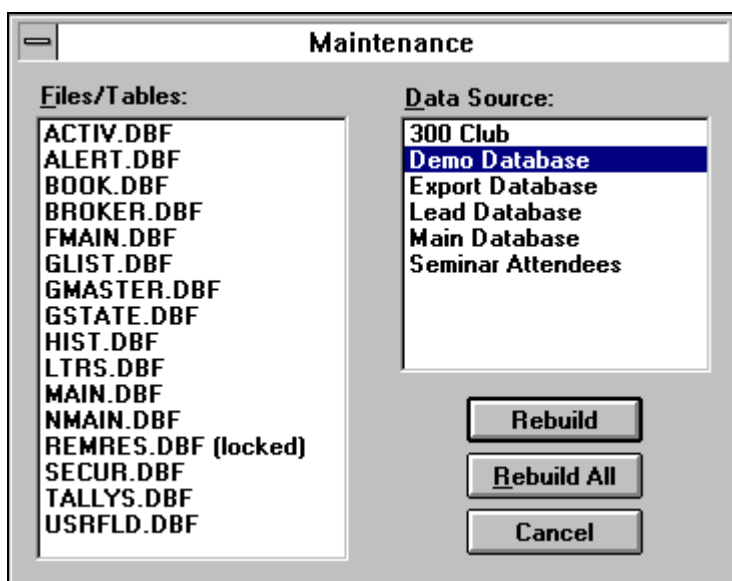 Maintenance
Files/Tables:
ACTIV.DBF
ALERT.DBF
BOOK.DBF
BROKER.DBF
FMAIN.DBF
GLIST.DBF
GMASTER.DBF
GSTATE.DBF
HIST.DBF
LTRS.DBF
MAIN.DBF
NMAIN.DBF
REMRES.DBF (locked)
SECUR.DBF
TALLYS.DBF
USRFLD.DBF
Data Source:
300 Club
Demo Database
Export Database
Lead Database
Main Database
Seminar Attendees
Rebuild
Rebuild All
Cancel